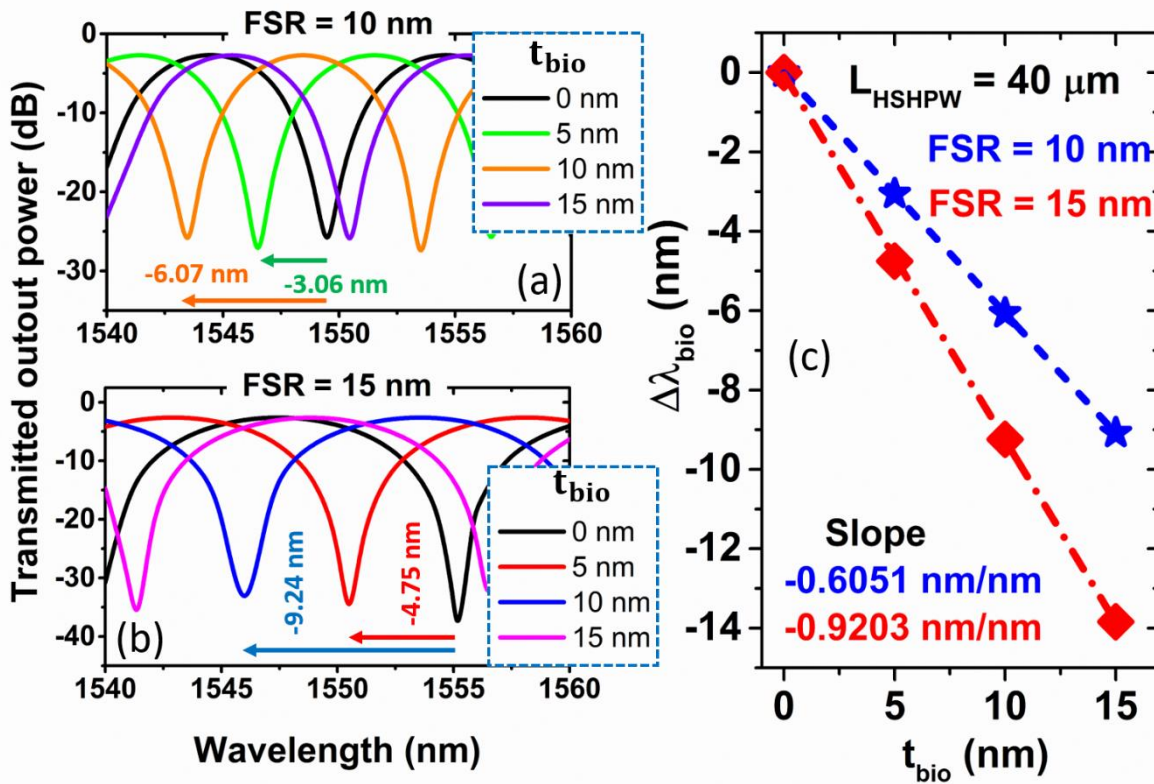 Transmitted outout power (dB)
FSR = 10 nm
0
-10
-20
-30
t_bio
0 nm
5 nm
10 nm
15 nm
-6.07 nm
-3.06 nm
(a)
1540 1545 1550 1555 1560
FSR = 15 nm
0
-10
-20
-30
-40
t_bio
0 nm
5 nm
10 nm
15 nm
-9.24 nm
-4.75 nm
(b)
1540 1545 1550 1555 1560
Wavelength (nm)
Δλ_bio (nm)
0
-2
-4
-6
-8
-10
-12
-14
L_HSHPW = 40 μm
FSR = 10 nm
FSR = 15 nm
(c)
Slope
-0.6051 nm/nm
-0.9203 nm/nm
0 5 10 15
t_bio (nm)